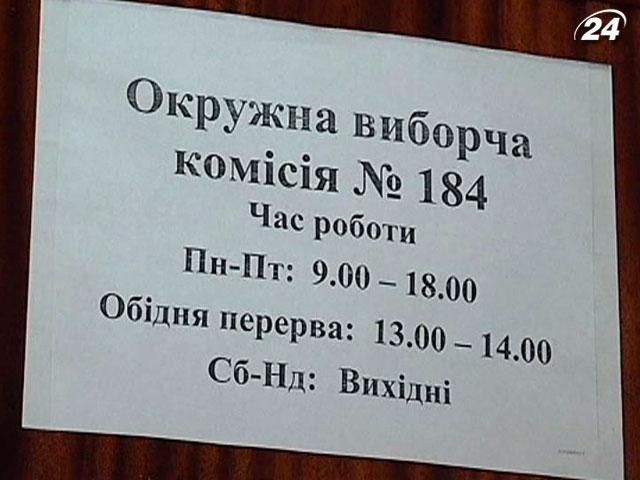 24
Окружна виборча
комісія № 184
Час роботи
Пн-Пт: 9.00 – 18.00
Обідня перерва: 13.00 – 14.00
Сб-Нд: Вихідні